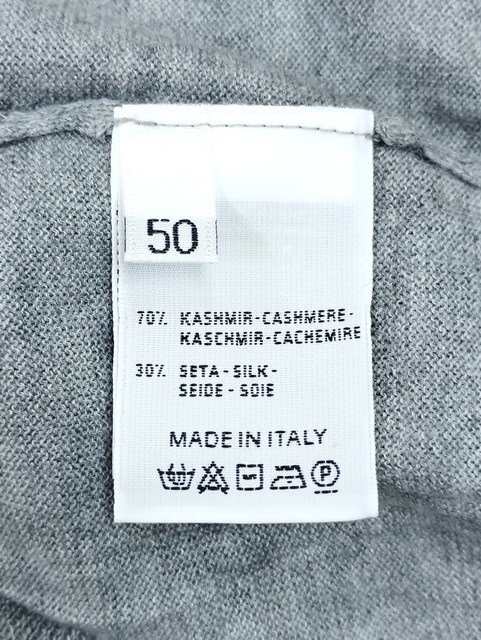 50
70% KASHMIR-CASHMERE-
KASCHMIR-CACHEMIRE
30% SETA-SILK-
SEIDE-SOIE
MADE IN ITALY
P